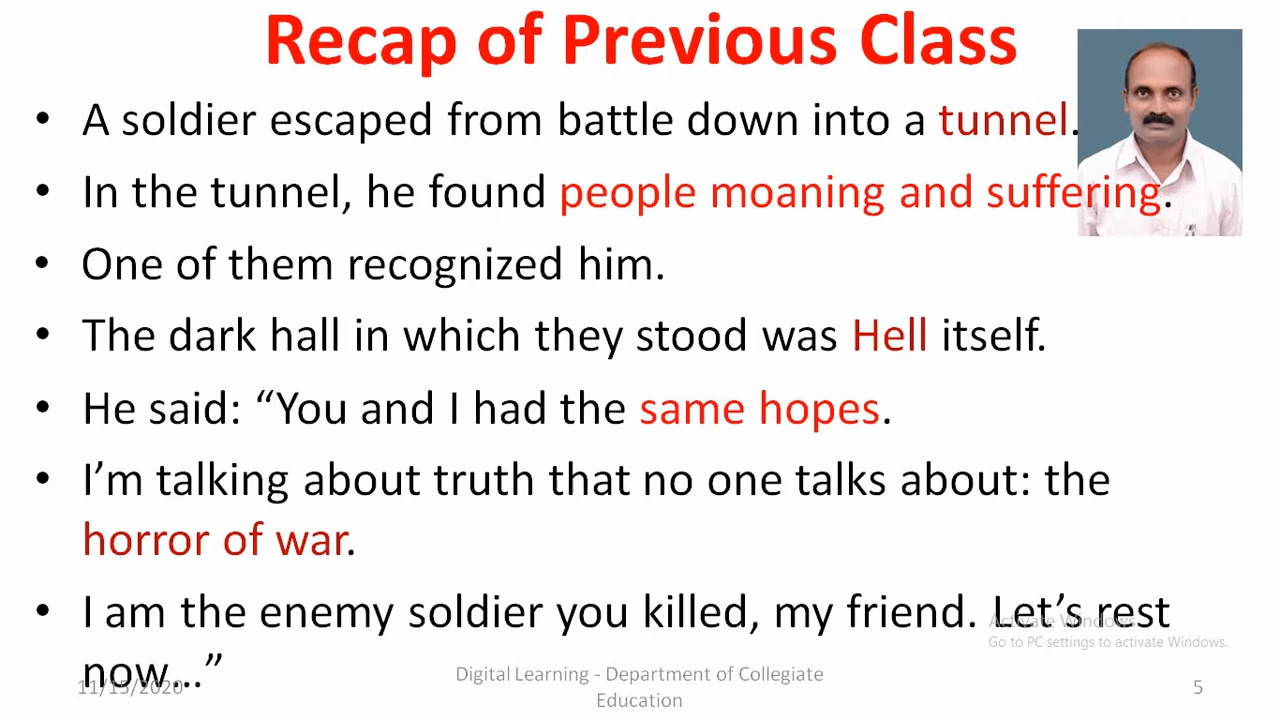 Recap of Previous Class
• A soldier escaped from battle down into a tunnel.
• In the tunnel, he found people moaning and suffering.
• One of them recognized him.
• The dark hall in which they stood was Hell itself.
• He said: “You and I had the same hopes.
• I’m talking about truth that no one talks about: the
horror of war.
• I am the enemy soldier you killed, my friend. Let’s rest
now…”
Activate Windows
Go to PC settings to activate Windows.
11/15/2020
Digital Learning - Department of Collegiate
Education
5